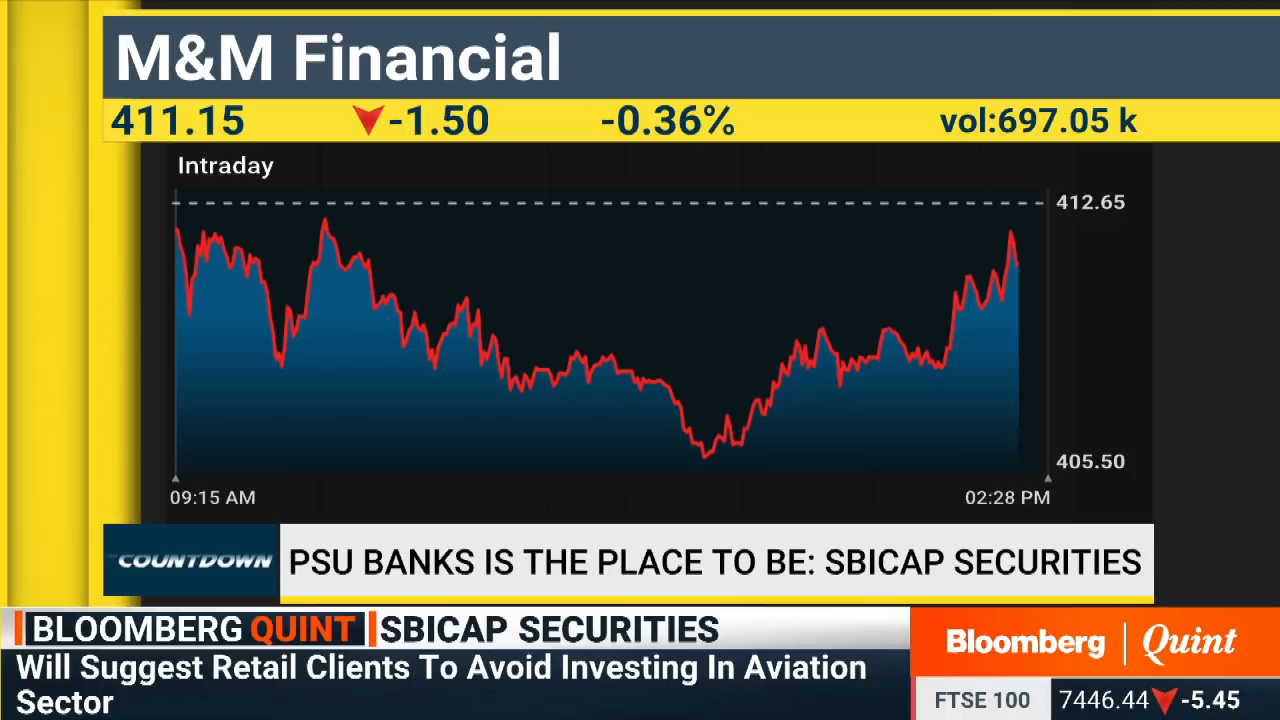 M&M Financial
411.15 -1.50 -0.36% vol:697.05 k
Intraday
412.65
405.50
09:15 AM 02:28 PM
COUNTDOWN PSU BANKS IS THE PLACE TO BE: SBICAP SECURITIES
BLOOMBERG QUINT SBICAP SECURITIES
Will Suggest Retail Clients To Avoid Investing In Aviation
Sector
Bloomberg | Quint
FTSE 100 7446.44 -5.45